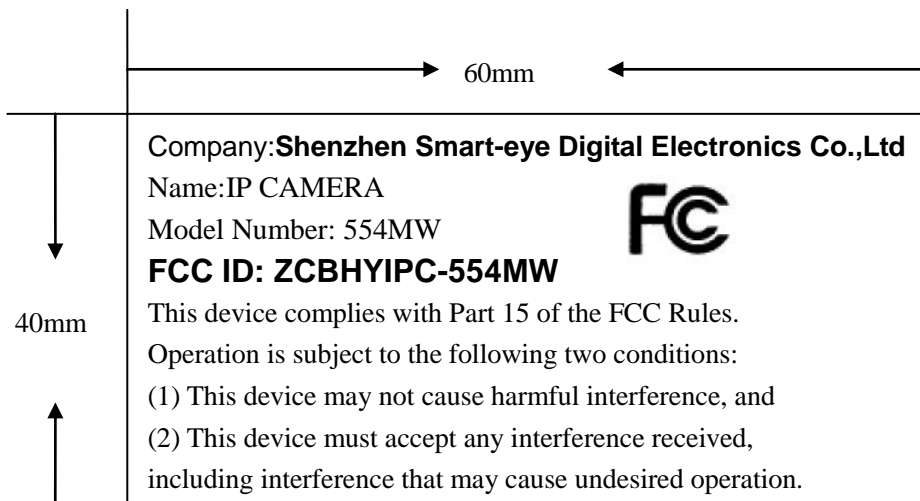 60mm
Company:Shenzhen Smart-eye Digital Electronics Co.,Ltd
Name:IP CAMERA
Model Number: 554MW
FC
FCC ID: ZCBHYIPC-554MW
This device complies with Part 15 of the FCC Rules.
40mm
Operation is subject to the following two conditions:
(1) This device may not cause harmful interference, and
(2) This device must accept any interference received,
including interference that may cause undesired operation.